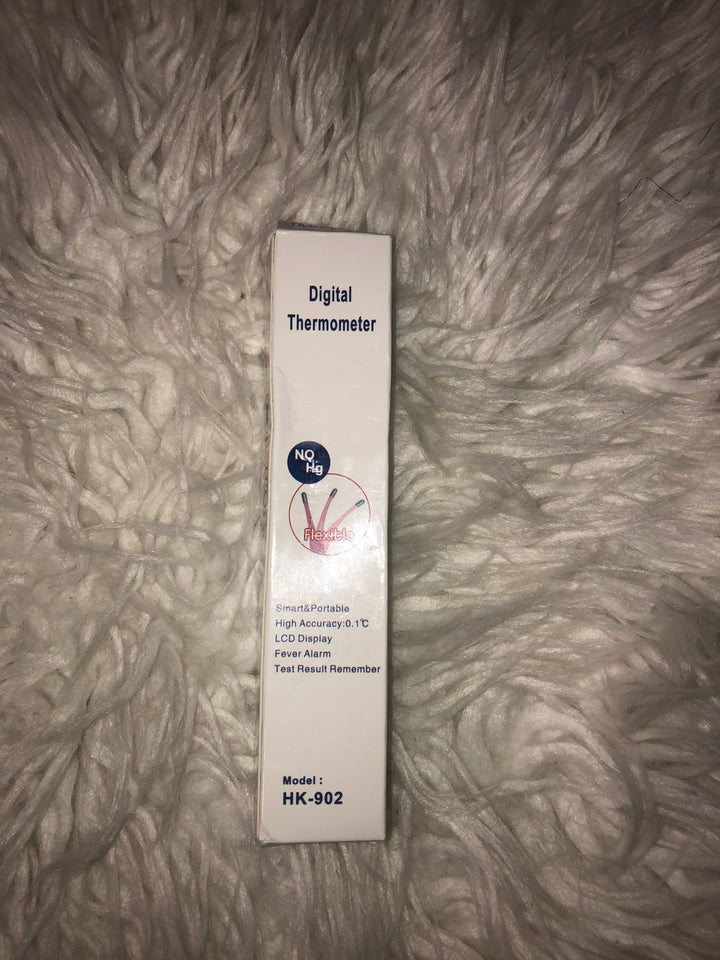 Digital
Thermometer
NO
Hg
Flexible
Smart&Portable
High Accuracy:0.1℃
LCD Display
Fever Alarm
Test Result Remember
Model :
HK-902